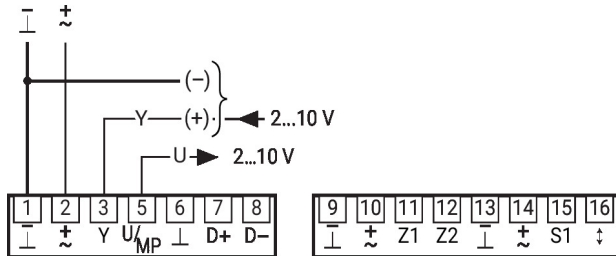 − +
⊥ ~
(−)
Y (+) 2...10 V
U 2...10 V
1 2 3 5 6 7 8 9 10 11 12 13 14 15 16
⊥ ~ Y U/MP ⊥ D+ D− ⊥ ~ Z1 Z2 ⊥ ~ S1 ↕